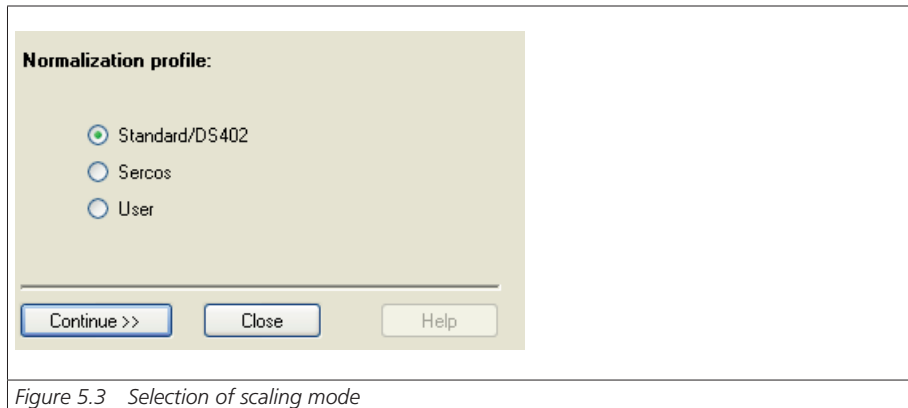 Normalization profile:
Standard/DS402
Sercos
User
Continue >> Close Help
Figure 5.3 Selection of scaling mode